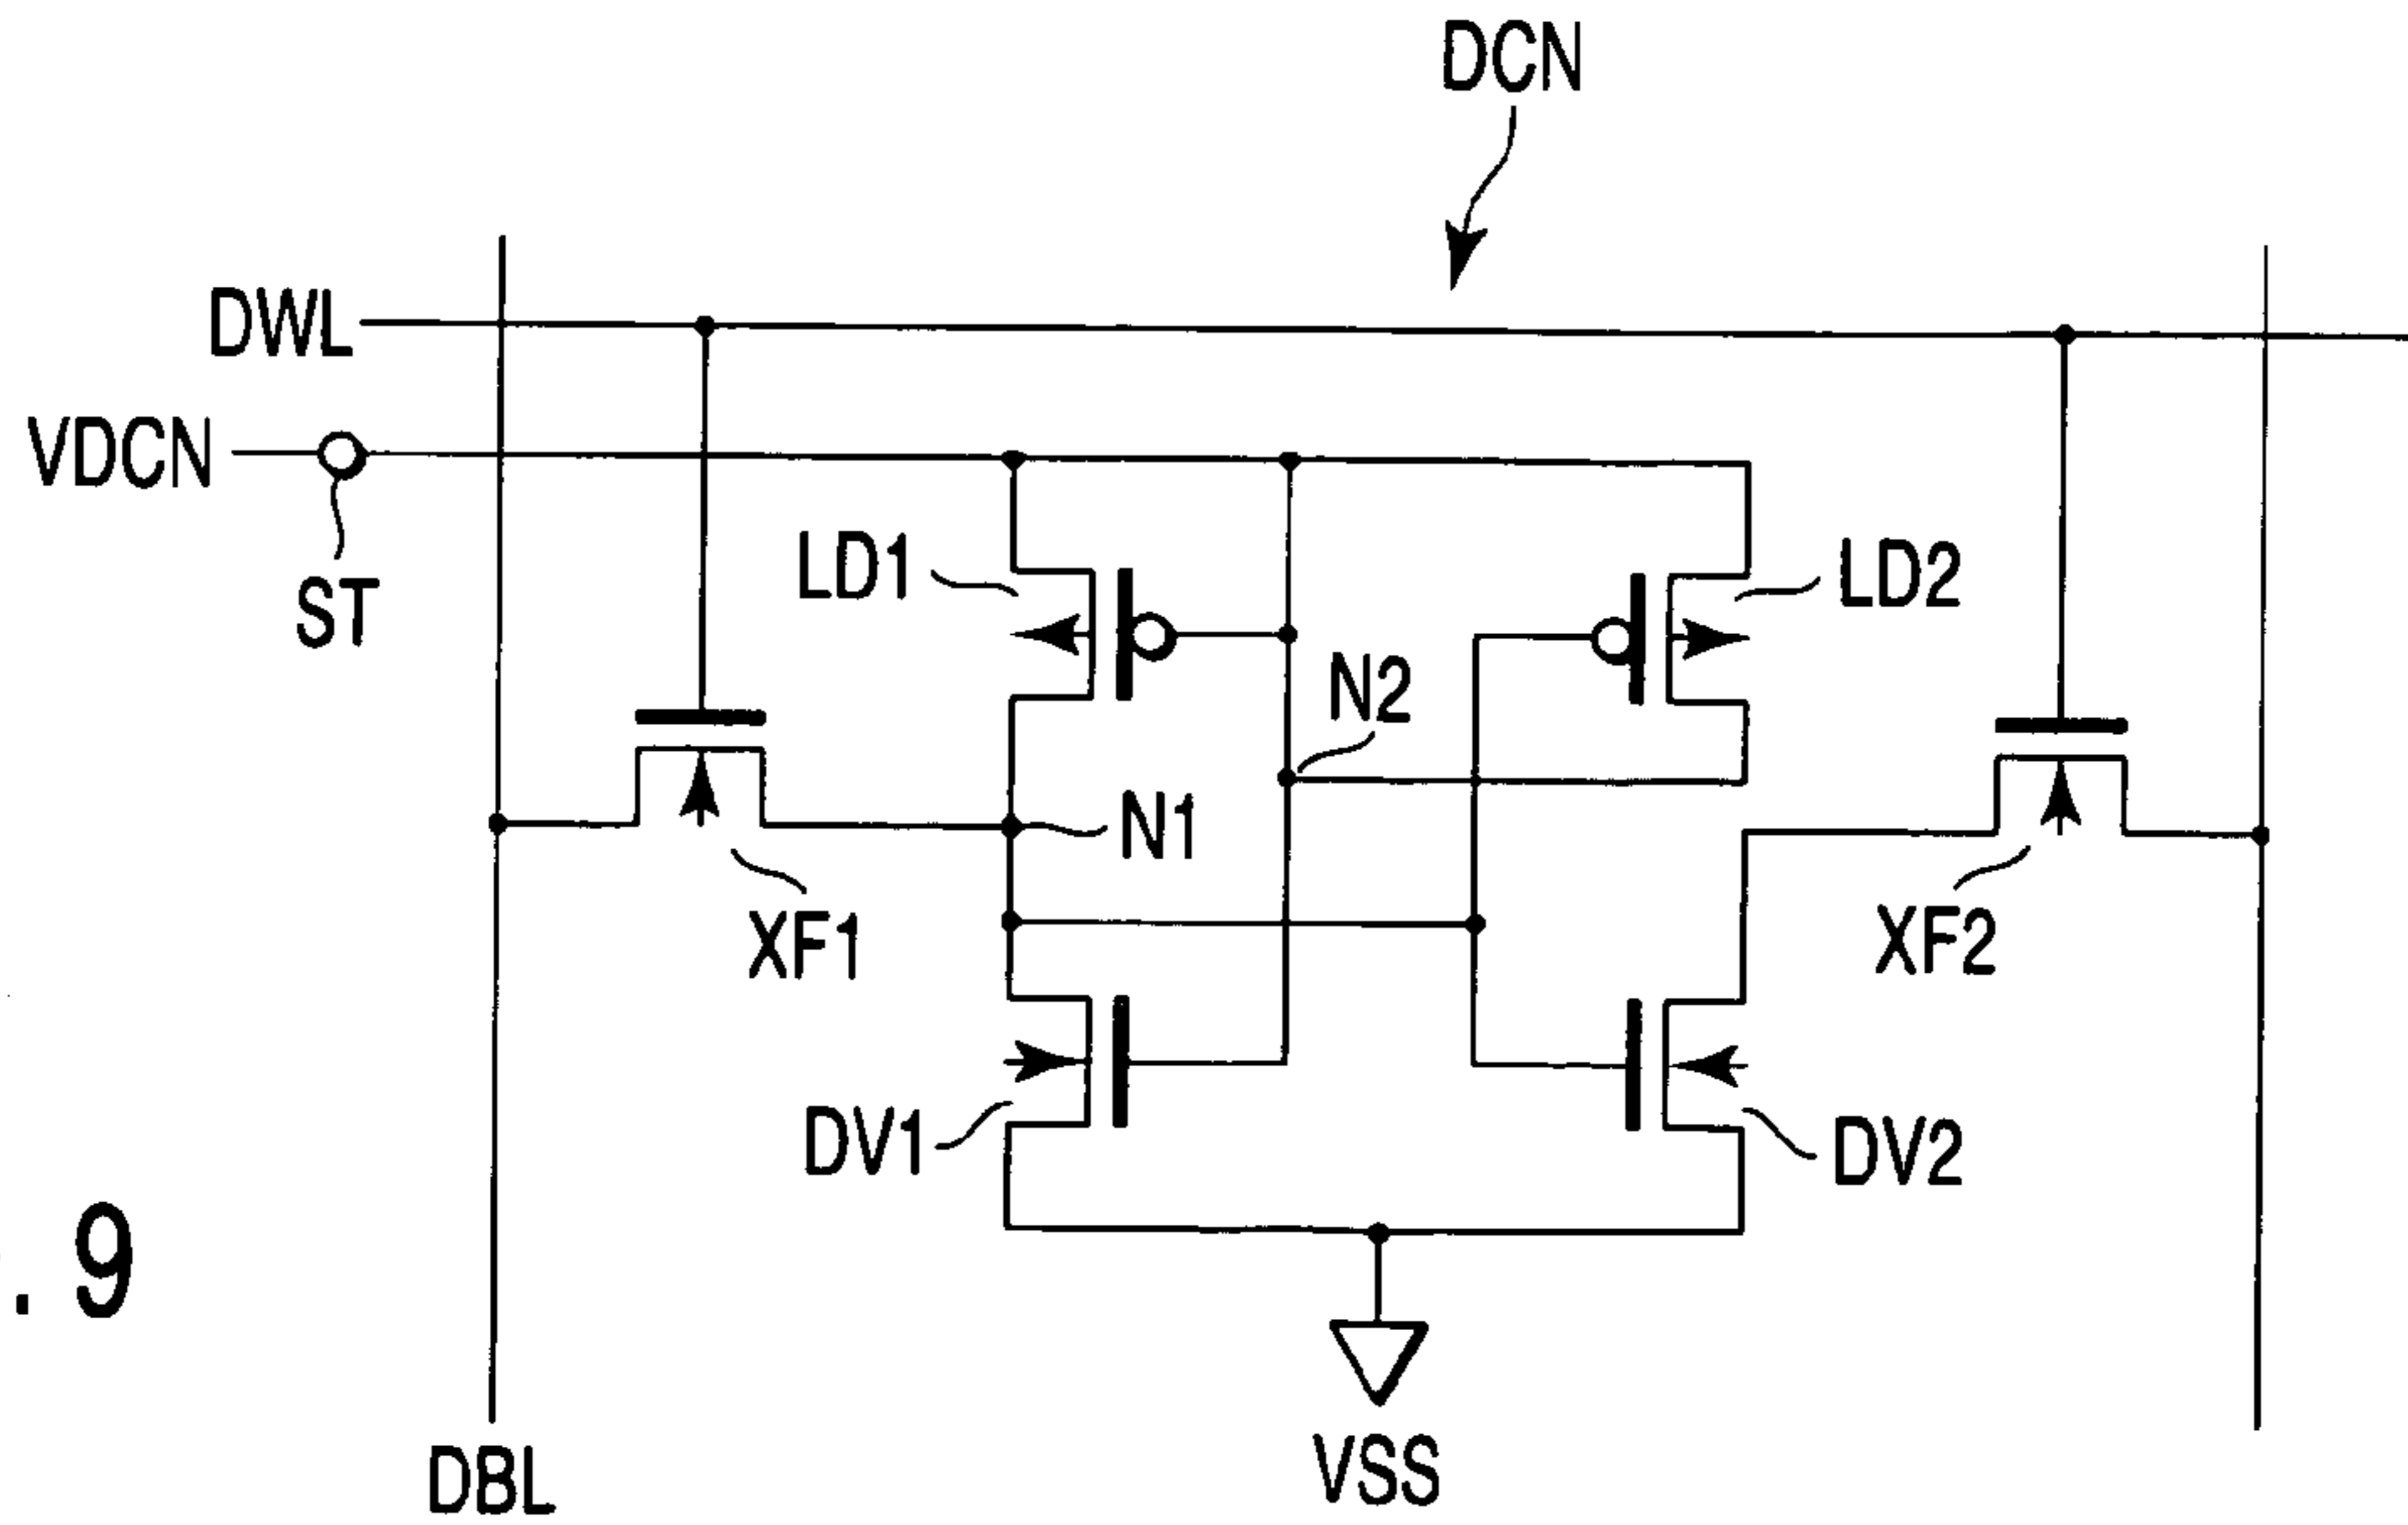 DCN
DWL
VDCN
ST
LD1
LD2
N2
N1
XF1
XF2
DV1
DV2
. 9
DBL
VSS